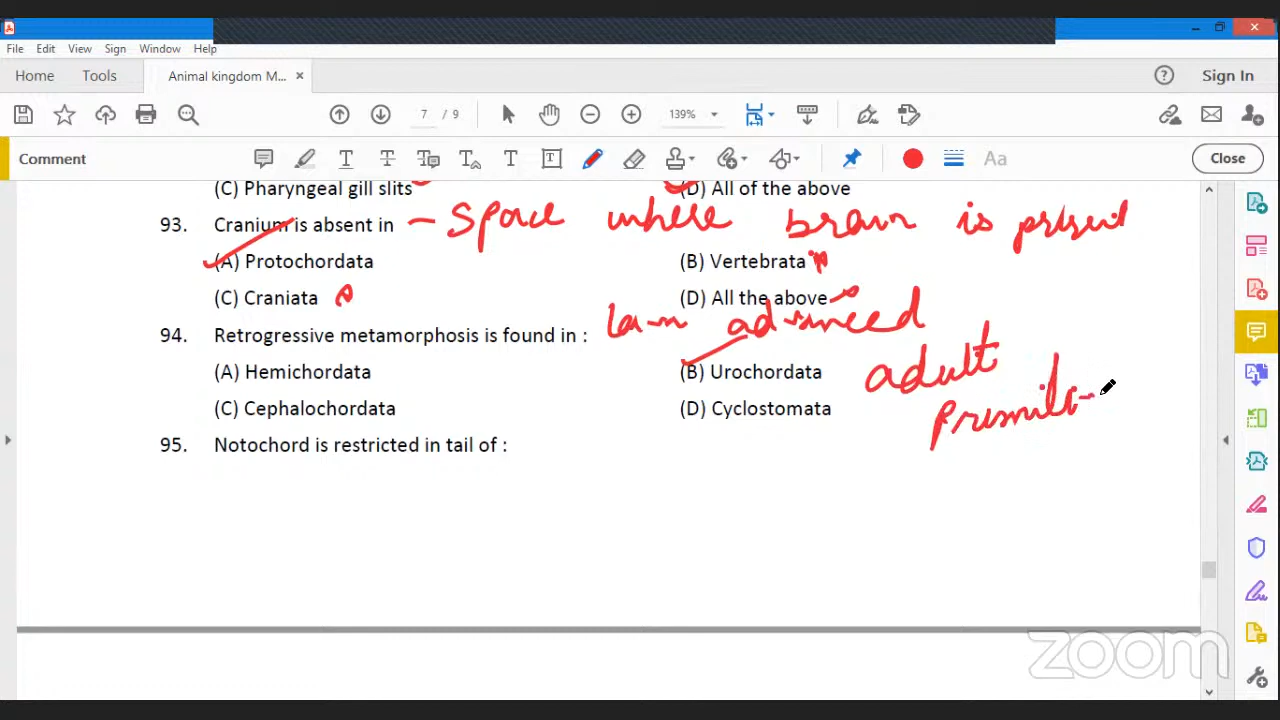 File Edit View Sign Window Help
Home Tools Animal kingdom M... × Sign In
7 / 9 139%
Comment Close
(C) Pharyngeal gill slits (D) All of the above
93. Cranium is absent in – Space where brain is present
(A) Protochordata (B) Vertebrata
(C) Craniata (D) All the above
advanced
94. Retrogressive metamorphosis is found in :
(A) Hemichordata (B) Urochordata adult
(C) Cephalochordata (D) Cyclostomata
95. Notochord is restricted in tail of :
zoom